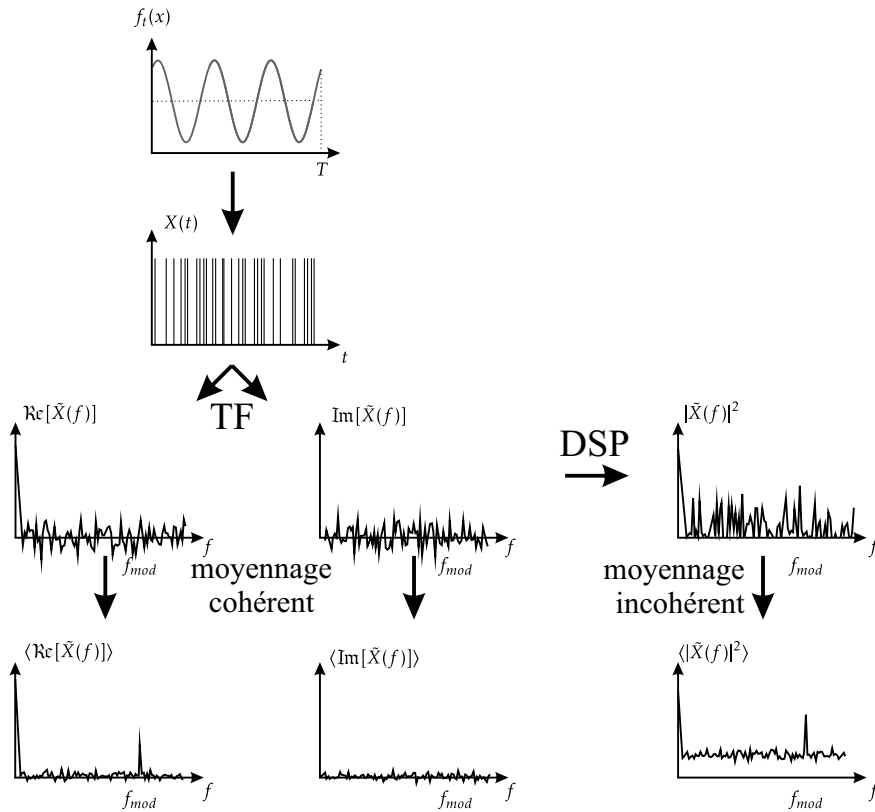 f_t(x)
T
X(t)
t
TF
ℜe[X̃(f)]
ℑm[X̃(f)]
DSP
|X̃(f)|²
f
f
f
f_mod
f_mod
f_mod
moyennage
cohérent
moyennage
incohérent
⟨ℜe[X̃(f)]⟩
⟨ℑm[X̃(f)]⟩
⟨|X̃(f)|²⟩
f
f
f
f_mod
f_mod
f_mod